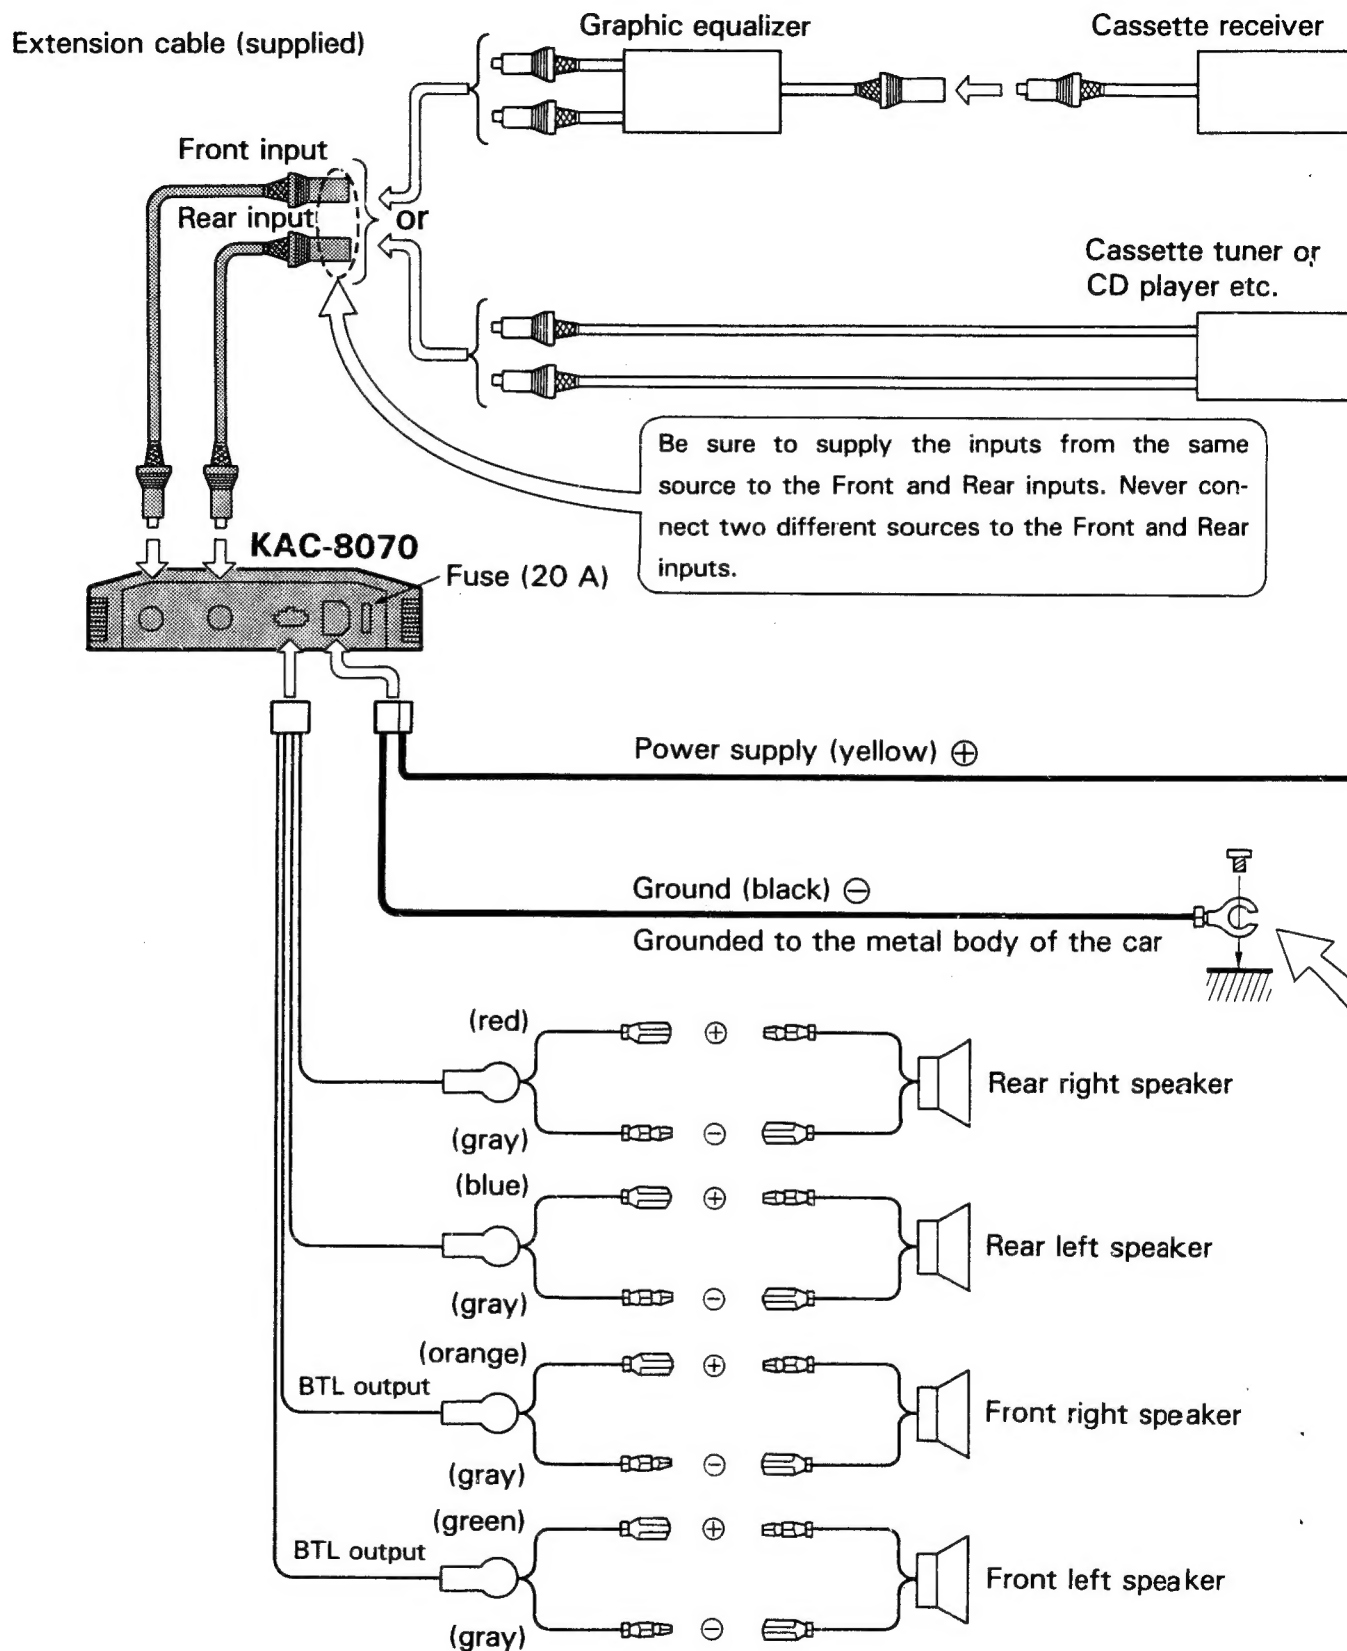 Extension cable (supplied)
Graphic equalizer
Cassette receiver
Front input
Rear input
or
Cassette tuner or
CD player etc.
Be sure to supply the inputs from the same
source to the Front and Rear inputs. Never con-
nect two different sources to the Front and Rear
inputs.
KAC-8070
Fuse (20 A)
Power supply (yellow) ⊕
Ground (black) ⊖
Grounded to the metal body of the car
(red)
⊕
Rear right speaker
(gray)
⊖
(blue)
⊕
Rear left speaker
(gray)
⊖
(orange)
⊕
BTL output
Front right speaker
(gray)
⊖
(green)
⊕
BTL output
Front left speaker
(gray)
⊖